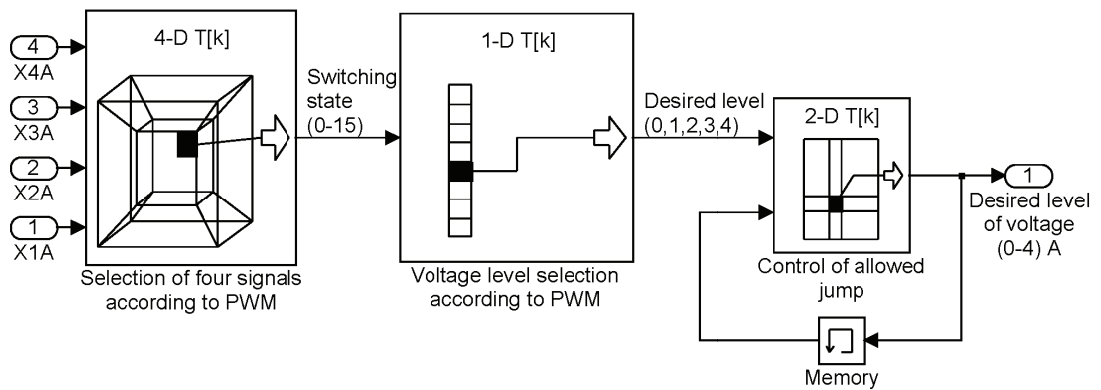 4
X4A
3
X3A
2
X2A
1
X1A
4-D T[k]
Selection of four signals
according to PWM
Switching
state
(0-15)
1-D T[k]
Voltage level selection
according to PWM
Desired level
(0,1,2,3,4)
2-D T[k]
Control of allowed
jump
Memory
1
Desired level
of voltage
(0-4) A